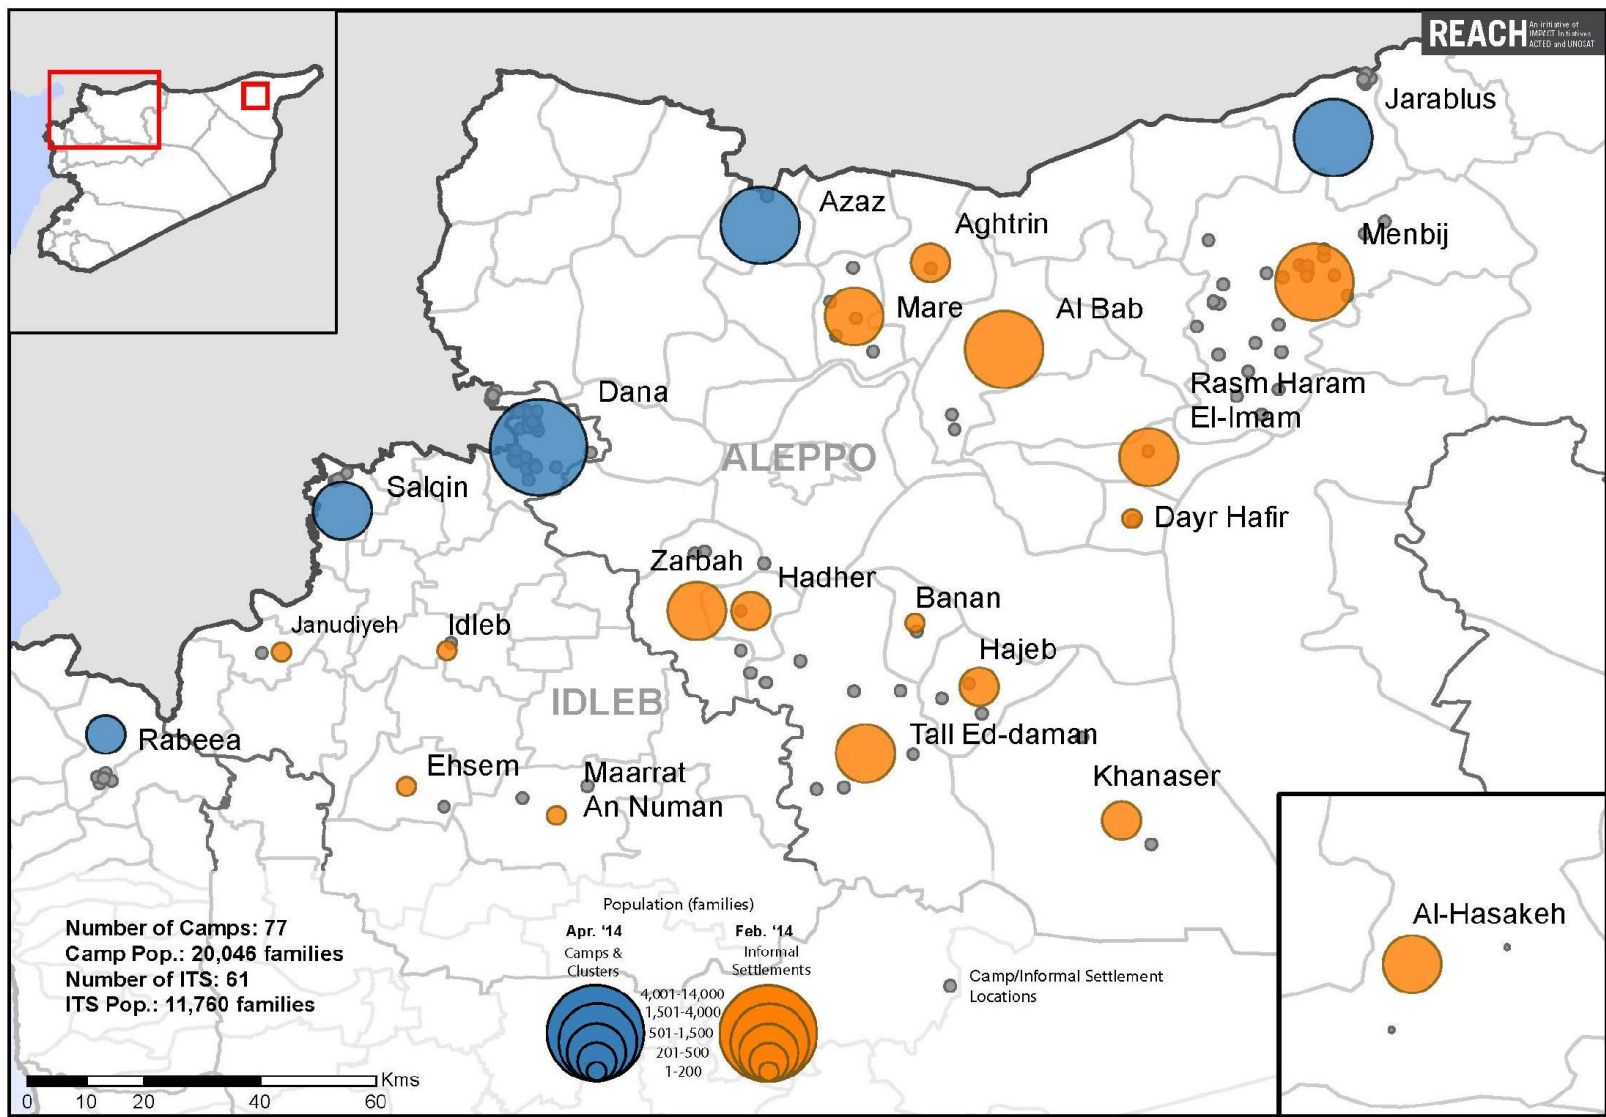 REACH An initiative of
IMPACT Initiatives
ACTED and UNOSAT
Jarablus
Azaz
Aghtrin
Menbij
Mare
Al Bab
Dana
Rasm Haram
El-Imam
ALEPPO
Salqin
Dayr Hafir
Zarbah
Hadher
Banan
Janudiyeh
Idleb
Hajeb
IDLEB
Rabeea
Tall Ed-daman
Ehsem
Maarrat
An Numan
Khanaser
Al-Hasakeh
Number of Camps: 77
Camp Pop.: 20,046 families
Number of ITS: 61
ITS Pop.: 11,760 families
Population (families)
Apr. ‘14
Camps &
Clusters
Feb. ‘14
Informal
Settlements
4,001-14,000
1,501-4,000
501-1,500
201-500
1-200
Camp/Informal Settlement
Locations
Kms
0 10 20 40 60